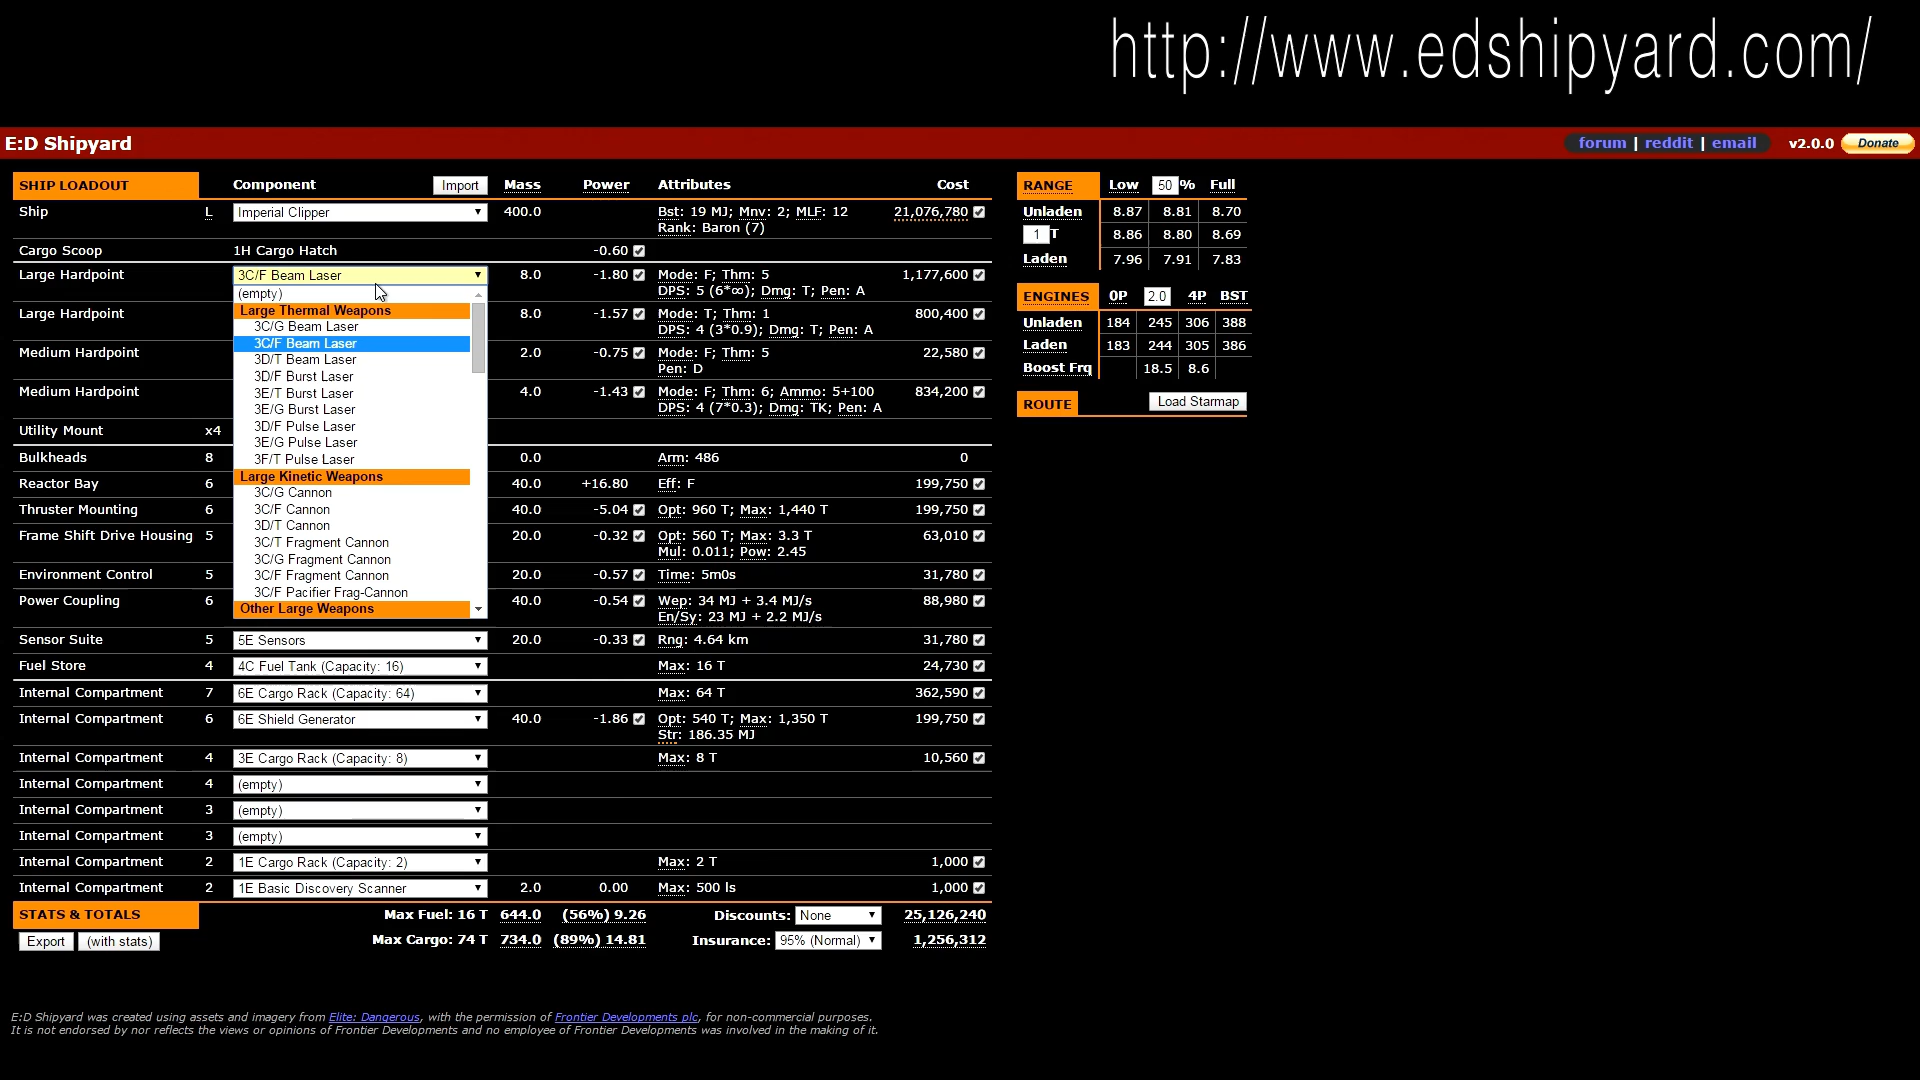 http://www.edshipyard.com/
E:D Shipyard
forum | reddit | email v2.0.0 Donate
SHIP LOADOUT Component Import Mass Power Attributes Cost
Ship L Imperial Clipper 400.0 Bst: 19 MJ; Mnv: 2; MLF: 12 21,076,780
Rank: Baron (7)
Cargo Scoop 1H Cargo Hatch -0.60
Large Hardpoint 3C/F Beam Laser 8.0 -1.80 Mode: F; Thm: 5 1,177,600
DPS: 5 (6*∞); Dmg: T; Pen: A
(empty)
Large Thermal Weapons
3C/G Beam Laser
3C/F Beam Laser
3D/T Beam Laser
3D/F Burst Laser
3E/T Burst Laser
3E/G Burst Laser
3D/F Pulse Laser
3E/G Pulse Laser
3F/T Pulse Laser
Large Kinetic Weapons
3C/G Cannon
3C/F Cannon
3D/T Cannon
3C/T Fragment Cannon
3C/G Fragment Cannon
3C/F Fragment Cannon
3C/F Pacifier Frag-Cannon
Other Large Weapons
Large Hardpoint 8.0 -1.57 Mode: T; Thm: 1 800,400
DPS: 4 (3*0.9); Dmg: T; Pen: A
Medium Hardpoint 2.0 -0.75 Mode: F; Thm: 5 22,580
Pen: D
Medium Hardpoint 4.0 -1.43 Mode: F; Thm: 6; Ammo: 5+100 834,200
DPS: 4 (7*0.3); Dmg: TK; Pen: A
Utility Mount x4
Bulkheads 8 0.0 Arm: 486 0
Reactor Bay 6 40.0 +16.80 Eff: F 199,750
Thruster Mounting 6 40.0 -5.04 Opt: 960 T; Max: 1,440 T 199,750
Frame Shift Drive Housing 5 20.0 -0.32 Opt: 560 T; Max: 3.3 T 63,010
Mul: 0.011; Pow: 2.45
Environment Control 5 20.0 -0.57 Time: 5m0s 31,780
Power Coupling 6 40.0 -0.54 Wep: 34 MJ + 3.4 MJ/s 88,980
En/Sy: 23 MJ + 2.2 MJ/s
Sensor Suite 5 5E Sensors 20.0 -0.33 Rng: 4.64 km 31,780
Fuel Store 4 4C Fuel Tank (Capacity: 16) Max: 16 T 24,730
Internal Compartment 7 6E Cargo Rack (Capacity: 64) Max: 64 T 362,590
Internal Compartment 6 6E Shield Generator 40.0 -1.86 Opt: 540 T; Max: 1,350 T 199,750
Str: 186.35 MJ
Internal Compartment 4 3E Cargo Rack (Capacity: 8) Max: 8 T 10,560
Internal Compartment 4 (empty)
Internal Compartment 3 (empty)
Internal Compartment 3 (empty)
Internal Compartment 2 1E Cargo Rack (Capacity: 2) Max: 2 T 1,000
Internal Compartment 2 1E Basic Discovery Scanner 2.0 0.00 Max: 500 ls 1,000
STATS & TOTALS Max Fuel: 16 T 644.0 (56%) 9.26 Discounts: None 25,126,240
Export (with stats) Max Cargo: 74 T 734.0 (89%) 14.81 Insurance: 95% (Normal) 1,256,312
RANGE Low 50 % Full
Unladen 8.87 8.81 8.70
1 T 8.86 8.80 8.69
Laden 7.96 7.91 7.83
ENGINES 0P 2.0 4P BST
Unladen 184 245 306 388
Laden 183 244 305 386
Boost Frq 18.5 8.6
ROUTE Load Starmap
E:D Shipyard was created using assets and imagery from Elite: Dangerous, with the permission of Frontier Developments plc, for non-commercial purposes.
It is not endorsed by nor reflects the views or opinions of Frontier Developments and no employee of Frontier Developments was involved in the making of it.